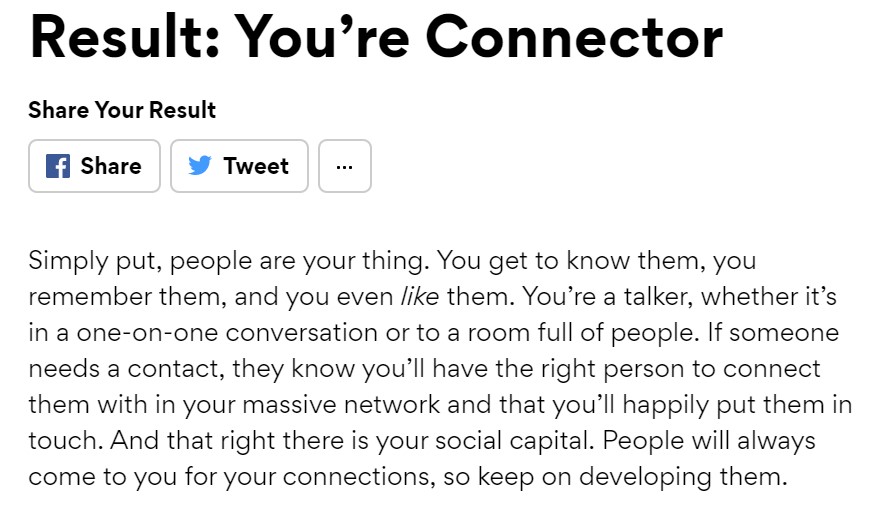 Result: You’re Connector
Share Your Result
Share
Tweet
...
Simply put, people are your thing. You get to know them, you
remember them, and you even like them. You’re a talker, whether it’s
in a one-on-one conversation or to a room full of people. If someone
needs a contact, they know you’ll have the right person to connect
them with in your massive network and that you’ll happily put them in
touch. And that right there is your social capital. People will always
come to you for your connections, so keep on developing them.